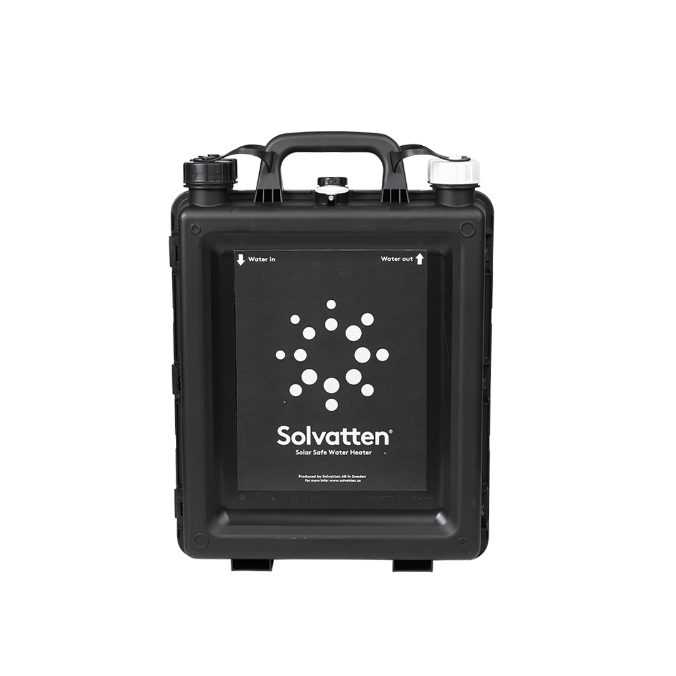 Water in
Water out
Solvatten®
Solar Safe Water Heater
Produced by Solvatten AB in Sweden
for more info: www.solvatten.se